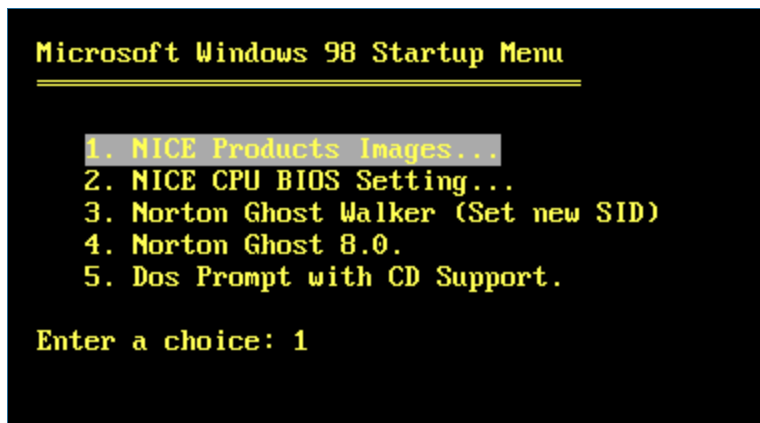 Microsoft Windows 98 Startup Menu
1. NICE Products Images...
2. NICE CPU BIOS Setting...
3. Norton Ghost Walker (Set new SID)
4. Norton Ghost 8.0.
5. Dos Prompt with CD Support.
Enter a choice: 1